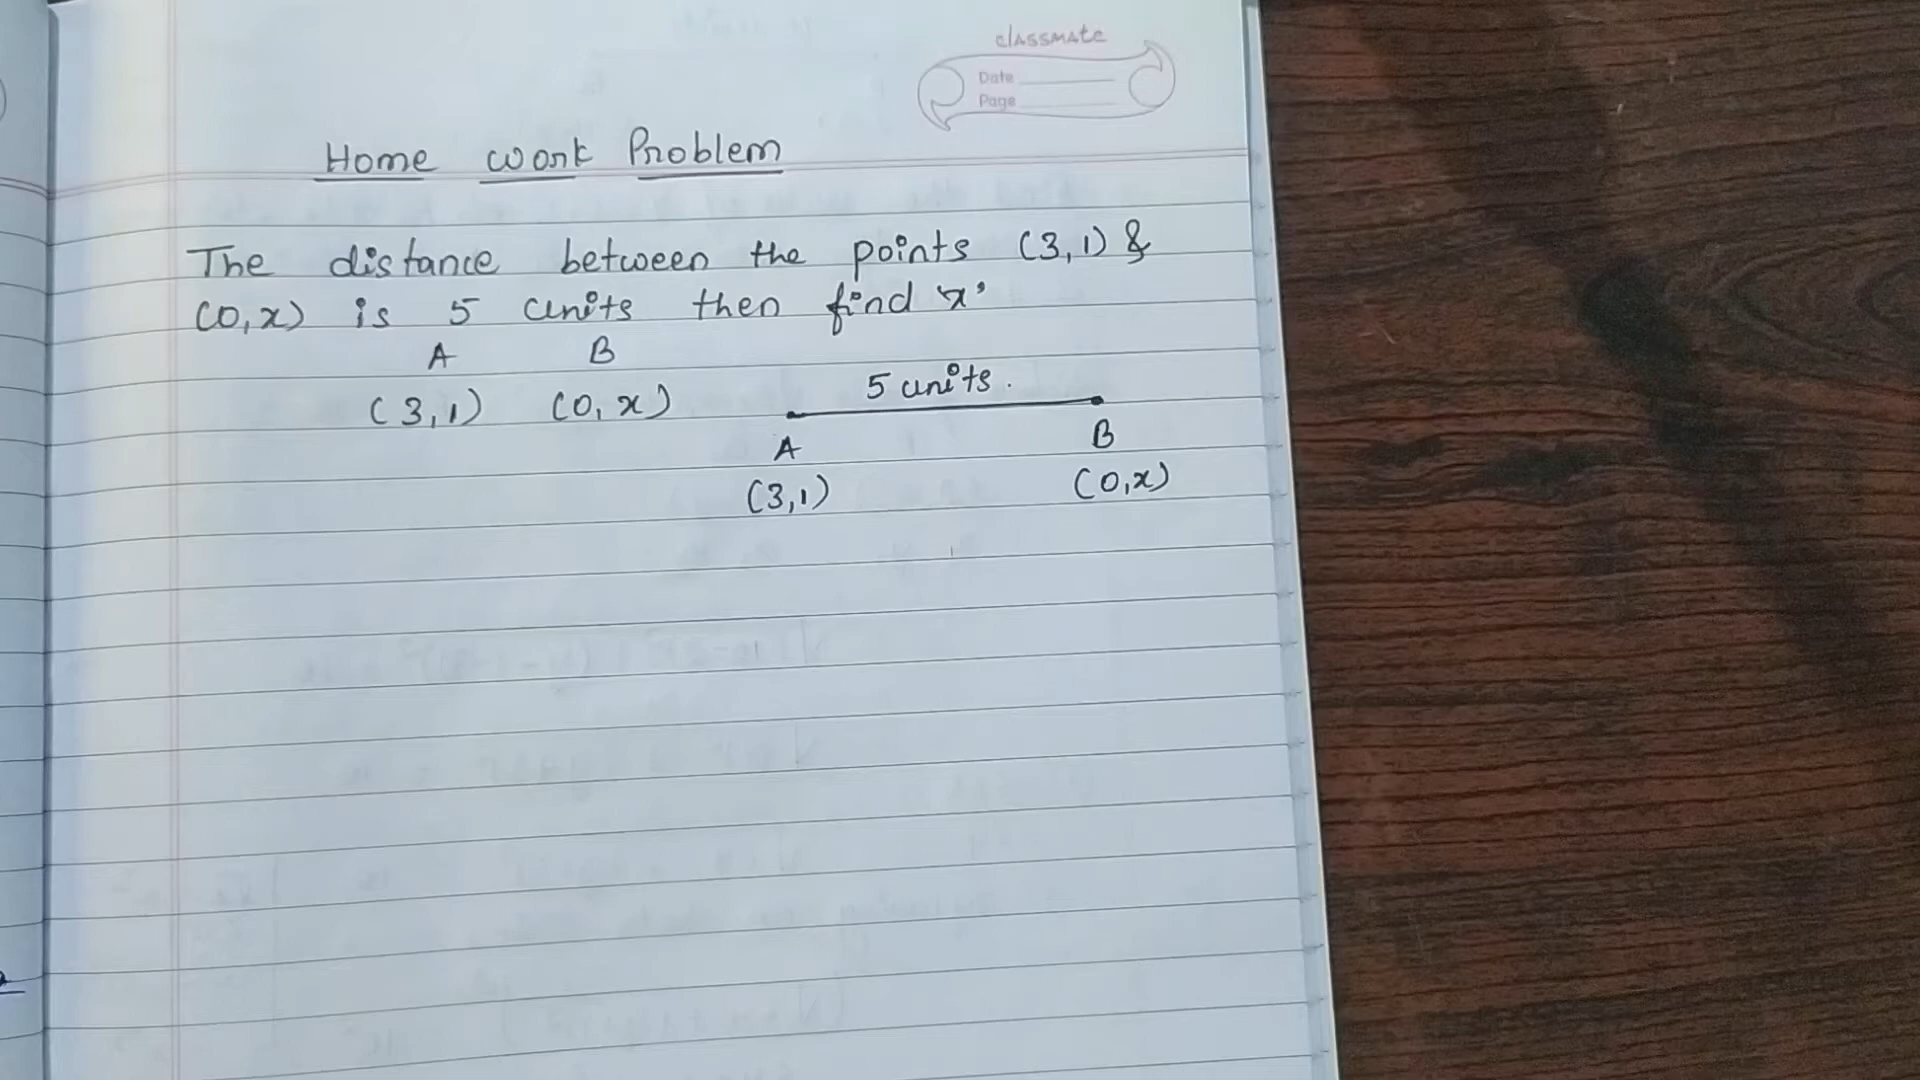 classmate
Date
Page
Home work Problem
The distance between the points (3,1) &
(0,x) is 5 units then find 'x'
A B
(3,1) (0,x)
5 units.
A B
(3,1) (0,x)